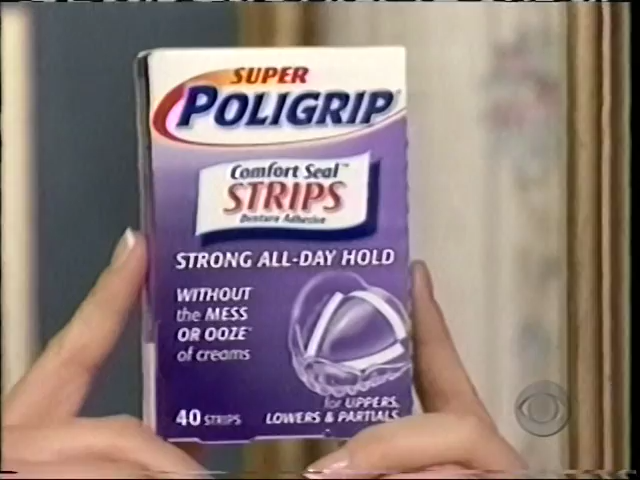 SUPER
POLIGRIP
Comfort Seal™
STRIPS
Denture Adhesive
STRONG ALL-DAY HOLD
WITHOUT
the MESS
OR OOZE
of creams
for UPPERS,
LOWERS & PARTIALS
40 STRIPS